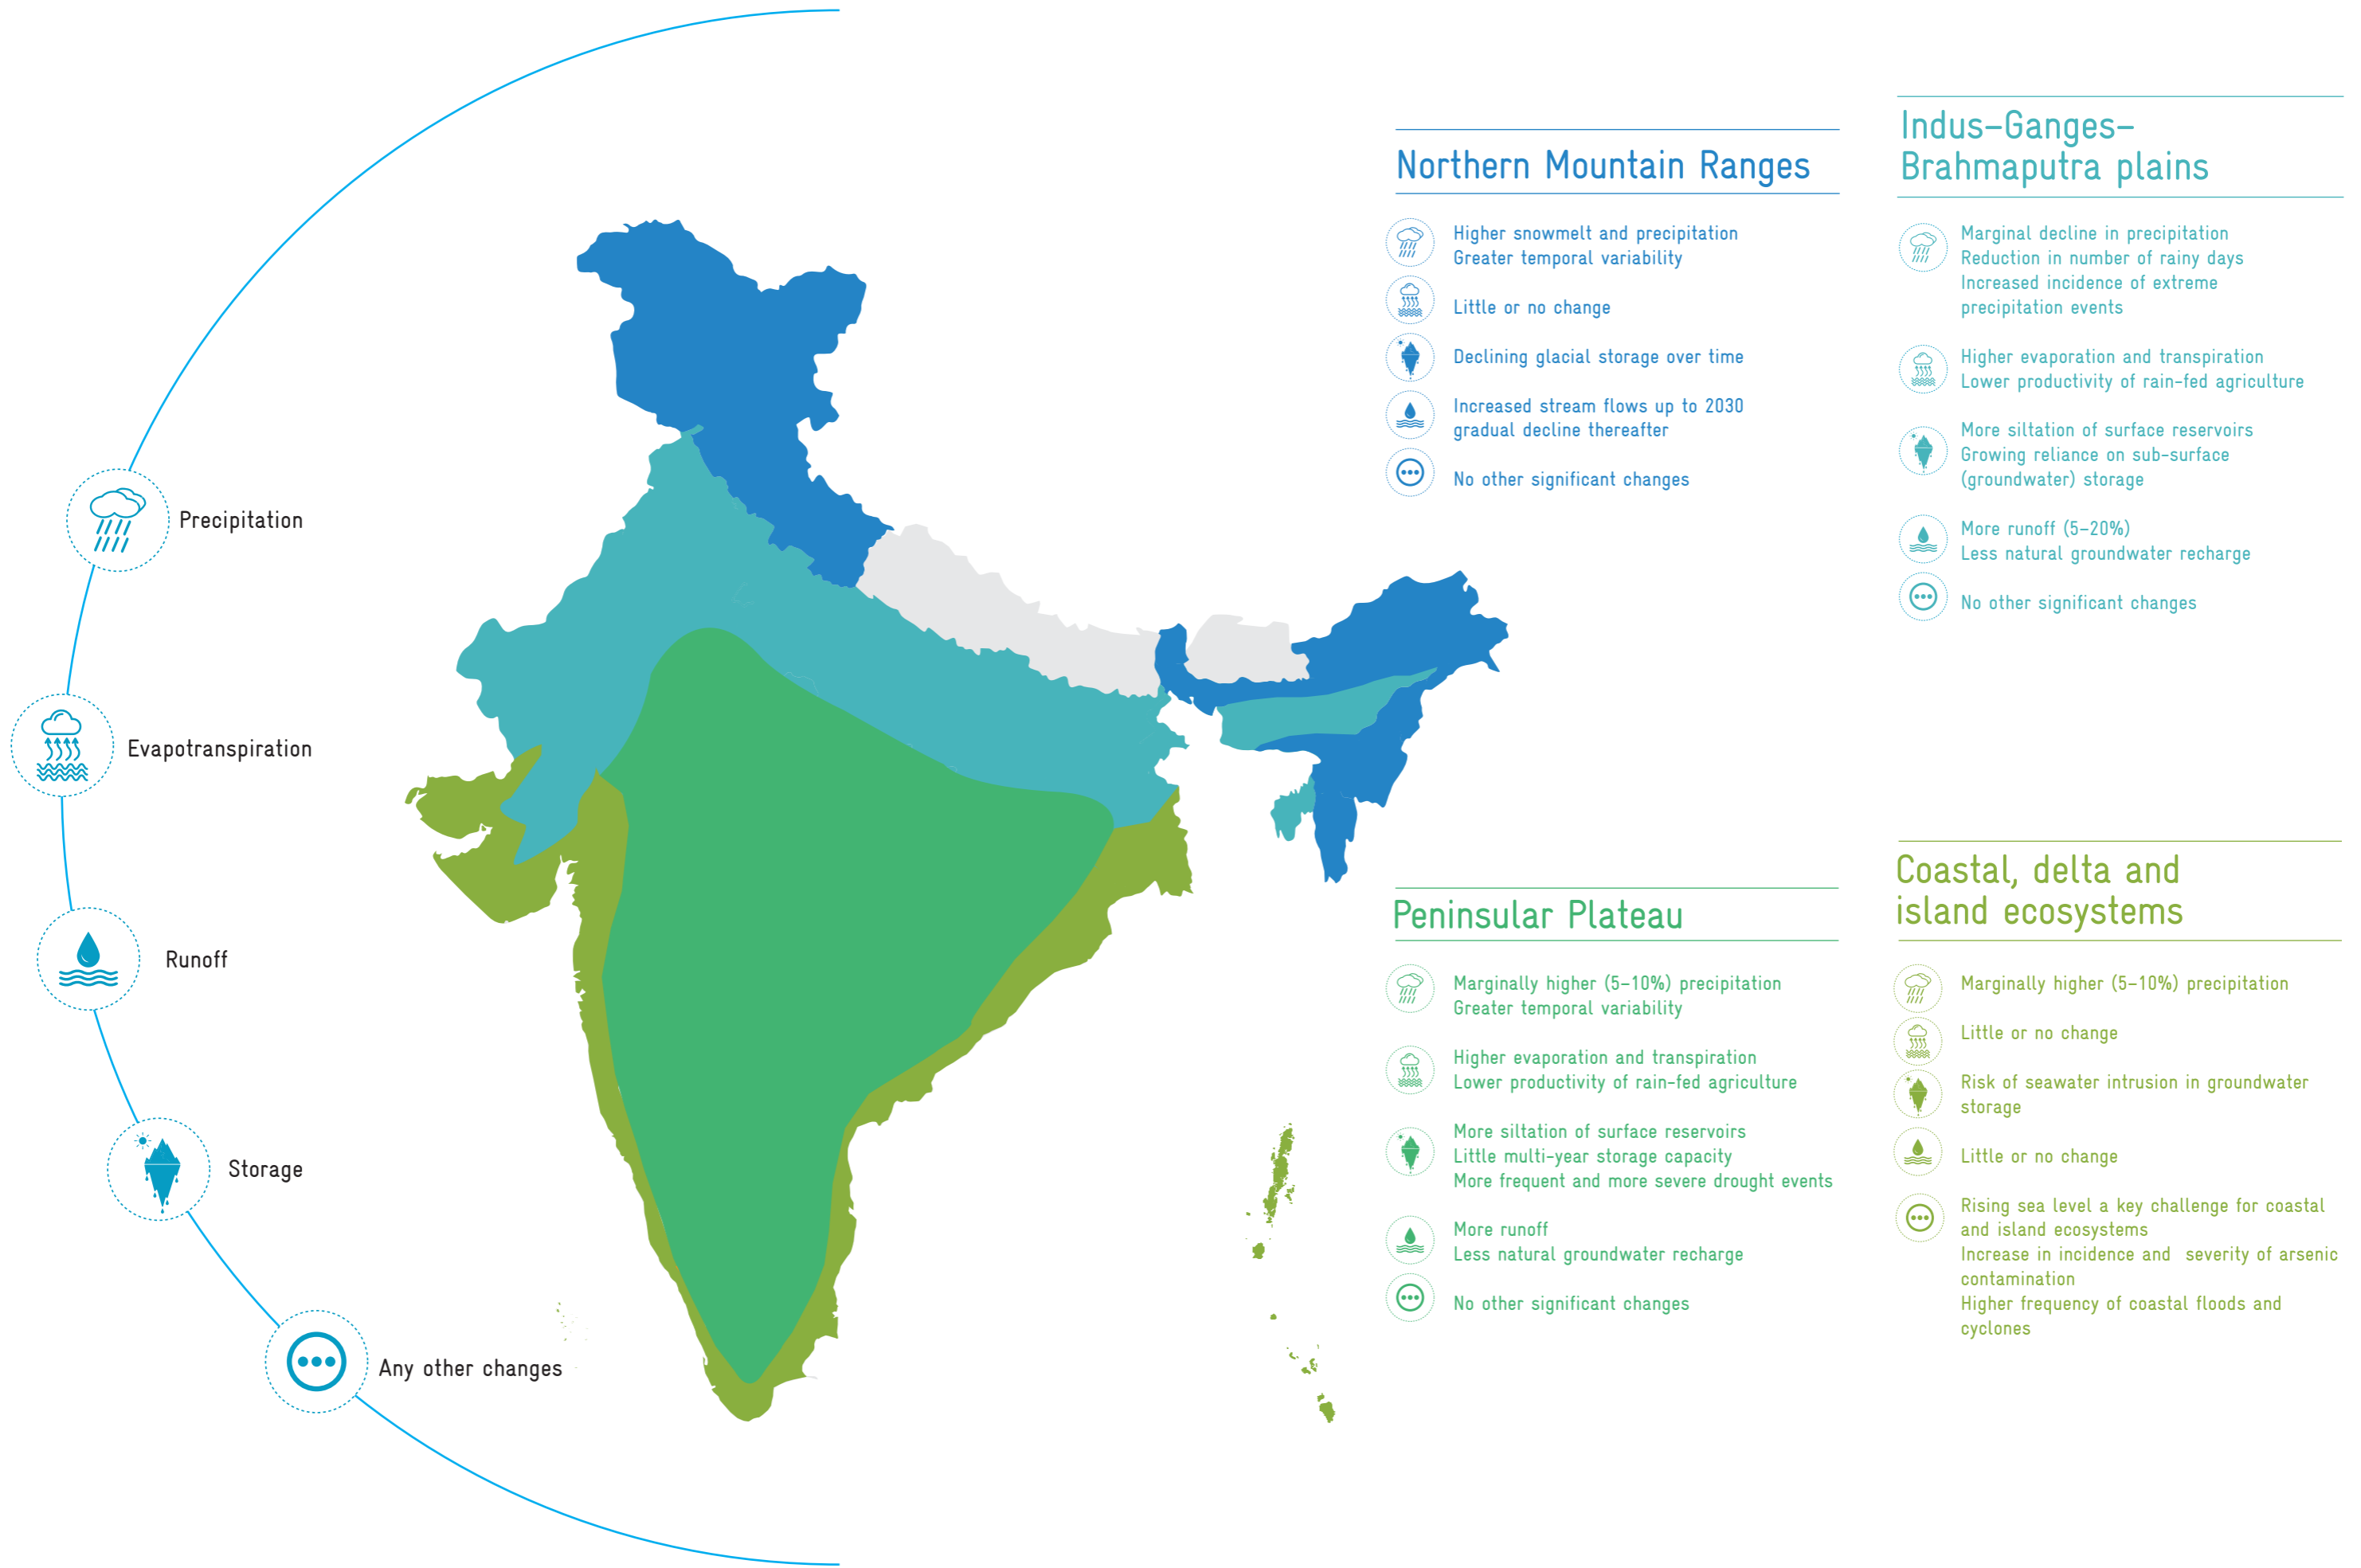 Precipitation
Evapotranspiration
Runoff
Storage
Any other changes
Northern Mountain Ranges
Higher snowmelt and precipitation
Greater temporal variability
Little or no change
Declining glacial storage over time
Increased stream flows up to 2030
gradual decline thereafter
No other significant changes
Indus–Ganges–
Brahmaputra plains
Marginal decline in precipitation
Reduction in number of rainy days
Increased incidence of extreme
precipitation events
Higher evaporation and transpiration
Lower productivity of rain-fed agriculture
More siltation of surface reservoirs
Growing reliance on sub-surface
(groundwater) storage
More runoff (5–20%)
Less natural groundwater recharge
No other significant changes
Peninsular Plateau
Marginally higher (5–10%) precipitation
Greater temporal variability
Higher evaporation and transpiration
Lower productivity of rain-fed agriculture
More siltation of surface reservoirs
Little multi-year storage capacity
More frequent and more severe drought events
More runoff
Less natural groundwater recharge
No other significant changes
Coastal, delta and
island ecosystems
Marginally higher (5–10%) precipitation
Little or no change
Risk of seawater intrusion in groundwater
storage
Little or no change
Rising sea level a key challenge for coastal
and island ecosystems
Increase in incidence and severity of arsenic
contamination
Higher frequency of coastal floods and
cyclones